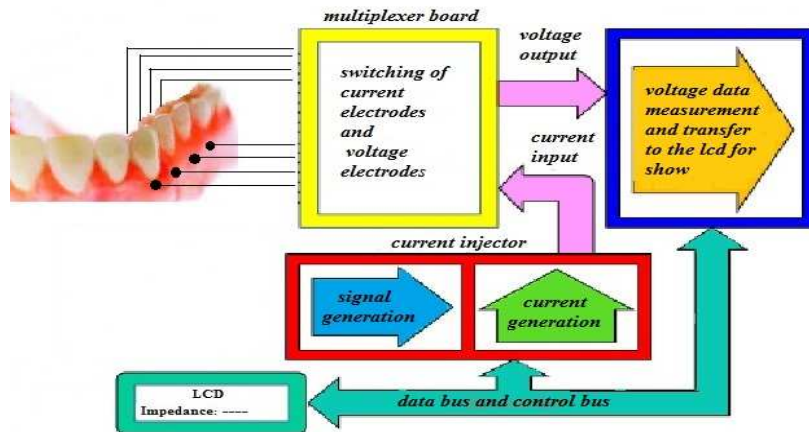 multiplexer board
switching of
current
electrodes
and
voltage
electrodes
voltage
output
current
input
voltage data
measurement
and transfer
to the lcd for
show
current injector
signal
generation
current
generation
LCD
Impedance: ----
data bus and control bus